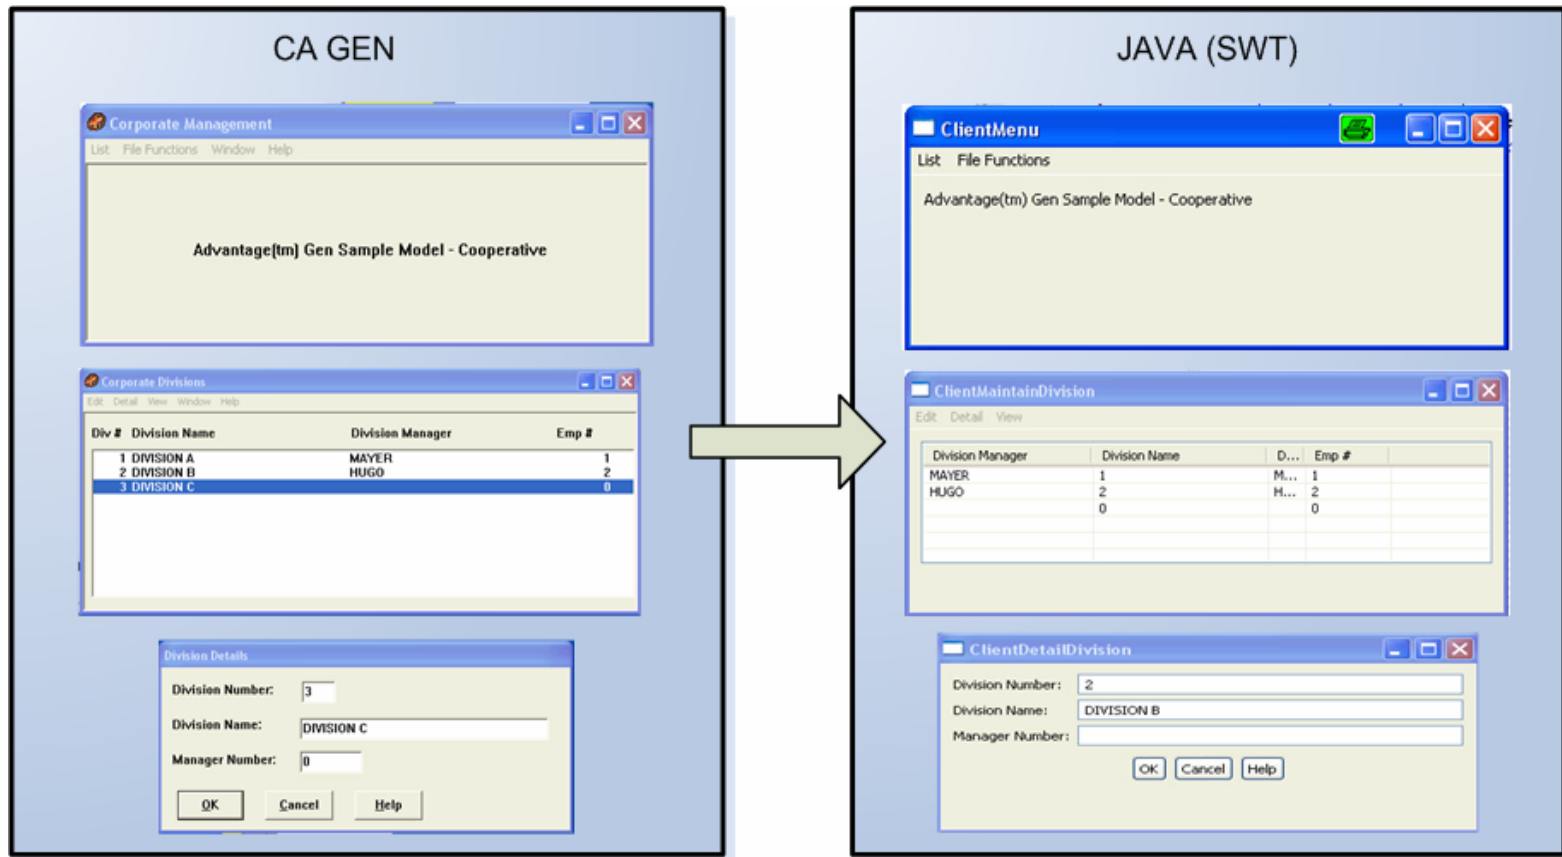 CA GEN
Corporate Management
List File Functions Window Help
Advantage(tm) Gen Sample Model - Cooperative
Corporate Divisions
Edit Detail View Window Help
Div # Division Name Division Manager Emp #
1 DIVISION A MAYER 1
2 DIVISION B HUGO 2
3 DIVISION C 0
Division Details
Division Number: 3
Division Name: DIVISION C
Manager Number: 0
OK Cancel Help
JAVA (SWT)
ClientMenu
List File Functions
Advantage(tm) Gen Sample Model - Cooperative
ClientMaintainDivision
Edit Detail View
Division Manager Division Name D... Emp #
MAYER 1 M... 1
HUGO 2 H... 2
0 0
ClientDetailDivision
Division Number: 2
Division Name: DIVISION B
Manager Number:
OK Cancel Help